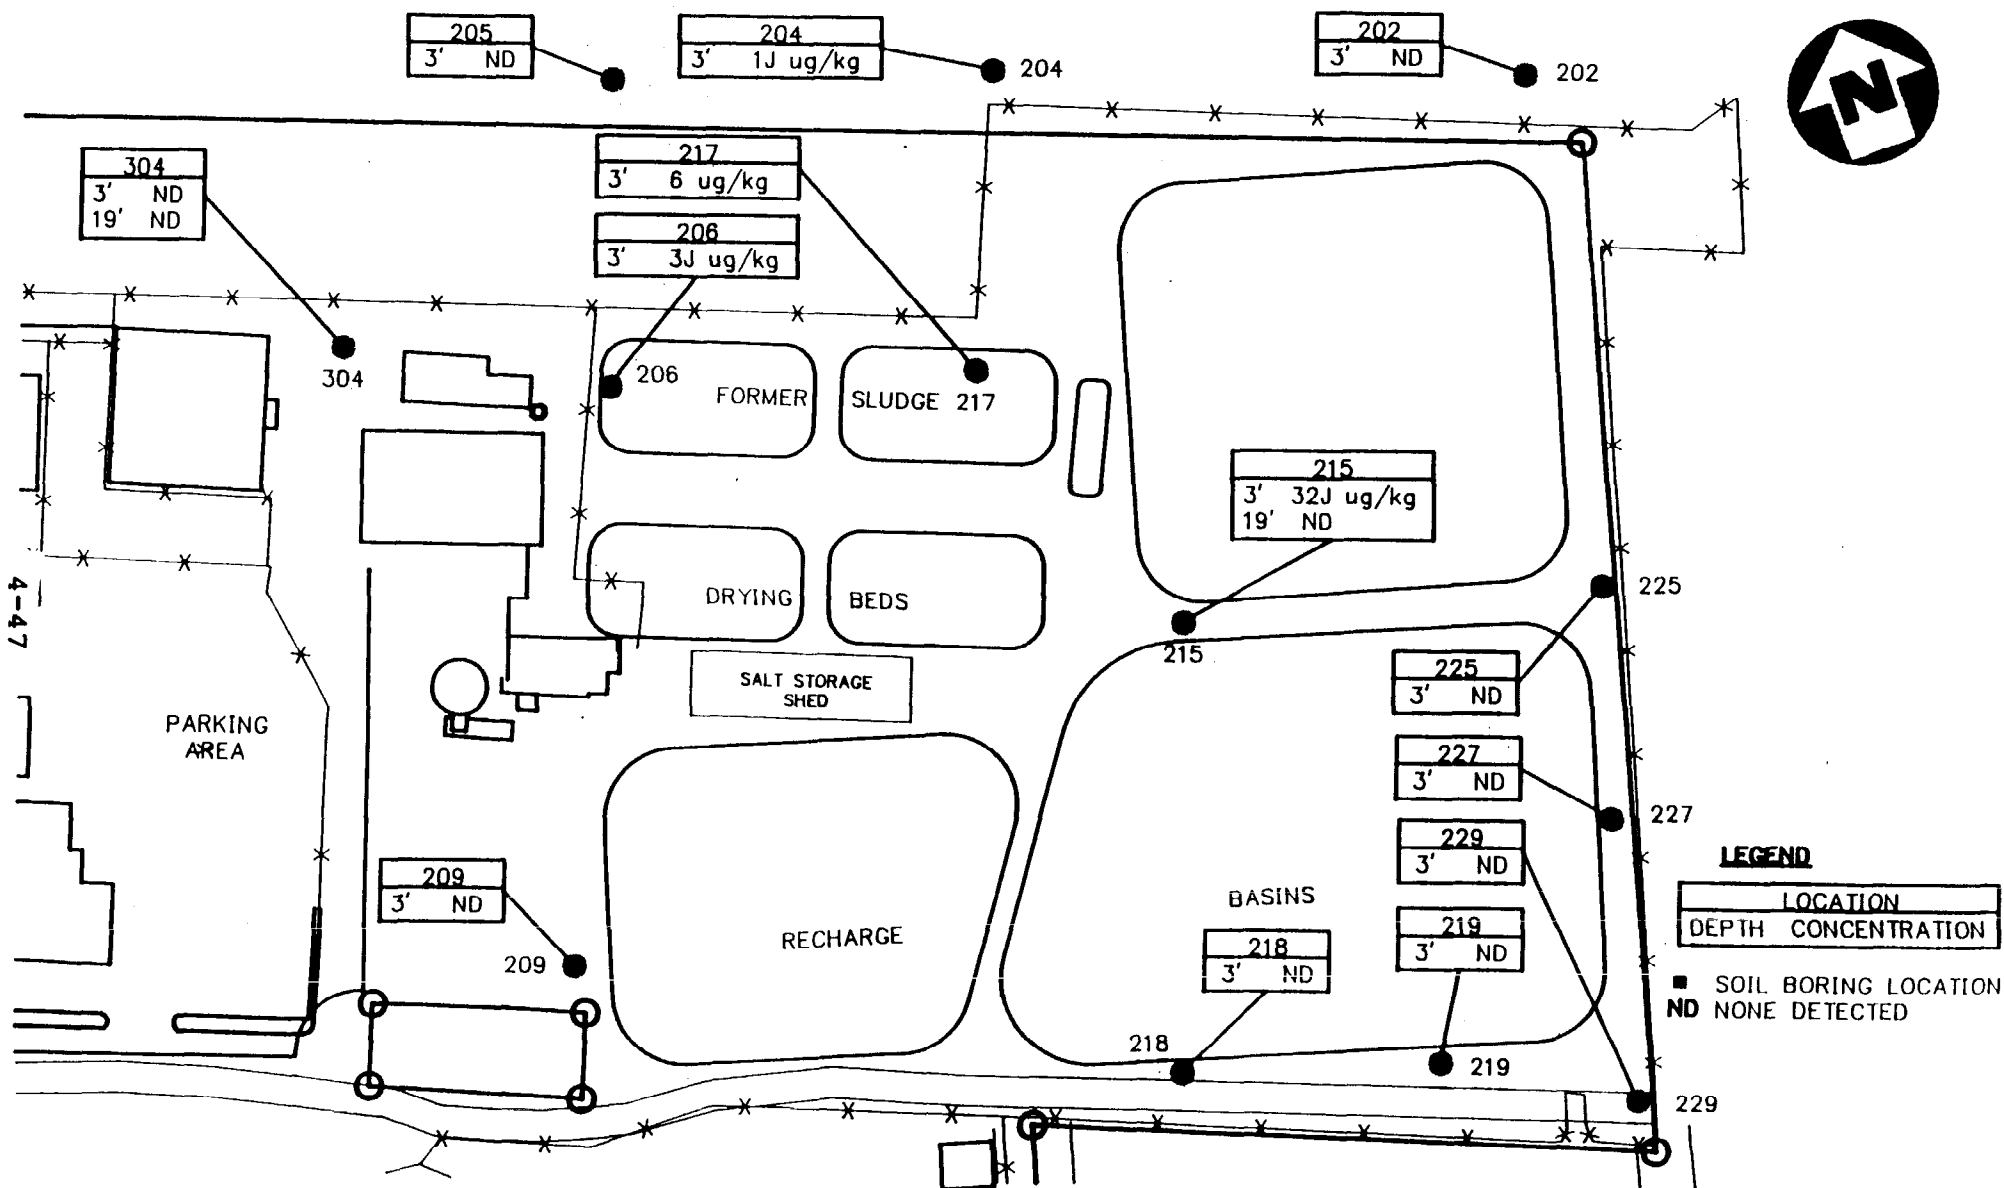 205
3' ND
204
3' 1J ug/kg
204
202
3' ND
202
N
304
3' ND
19' ND
304
217
3' 6 ug/kg
206
3' 3J ug/kg
206
FORMER
SLUDGE 217
215
3' 32J ug/kg
19' ND
215
225
DRYING
BEDS
SALT STORAGE
SHED
4-47
PARKING
AREA
225
3' ND
227
3' ND
227
229
3' ND
219
3' ND
209
3' ND
209
RECHARGE
BASINS
218
3' ND
218
219
229
LEGEND
LOCATION
DEPTH CONCENTRATION
SOIL BORING LOCATION
ND NONE DETECTED